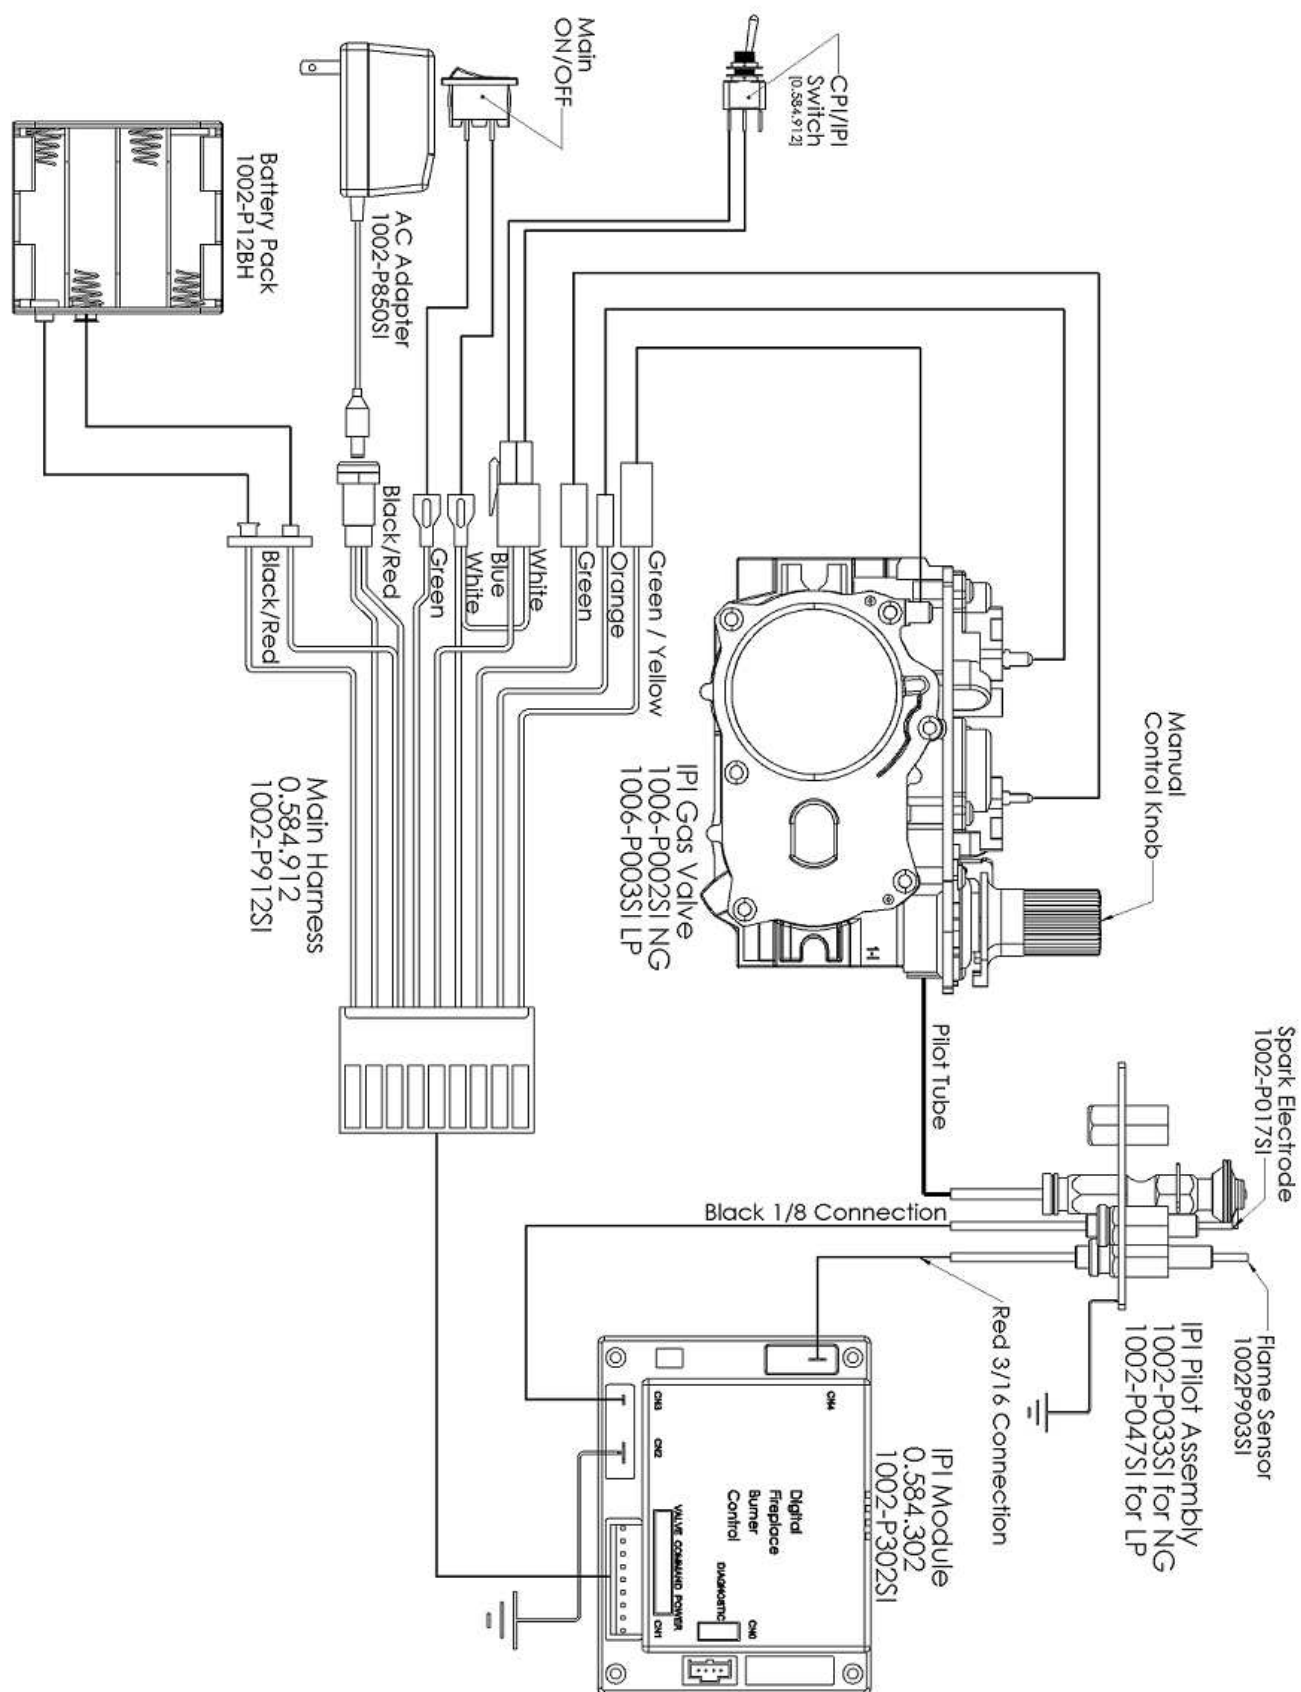 Main
ON/OFF
CPI/IPI
Switch
[0.584.912]
Battery Pack
1002-P12BH
AC Adapter
1002-P850SI
Black/Red
Black/Red
Green
White
Blue
White
Green
Orange
Green / Yellow
Main Harness
0.584.912
1002-P912SI
IPI Gas Valve
1006-P002SI NG
1006-P003SI LP
1-I
Manual
Control Knob
Pilot Tube
Black 1/8 Connection
Red 3/16 Connection
Spark Electrode
1002-P017SI
Flame Sensor
1002P903SI
IPI Pilot Assembly
1002-P033SI for NG
1002-P047SI for LP
IPI Module
0.584.302
1002-P302SI
Digital
Fireplace
Burner
Control
CN4
CN3
CN2
VALVE COMMAND POWER
CN1
DIAGNOSTIC
CN0